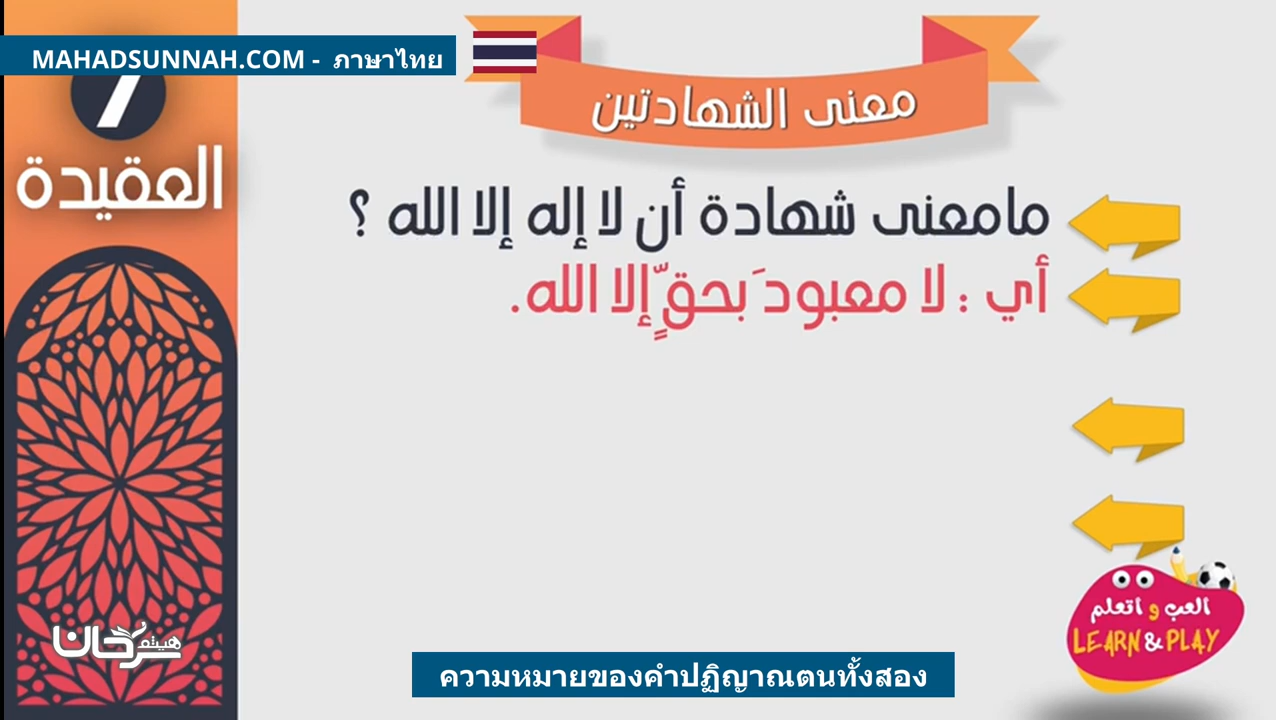 MAHADSUNNAH.COM - ภาษาไทย
معنى الشهادتين
العقيدة
مامعنى شهادة أن لا إله إلا الله ؟
أي : لا معبودَ بحقٍّ إلا الله.
العب و اتعلم
LEARN & PLAY
هيثم سرحان
ความหมายของคำปฏิญาณตนทั้งสอง